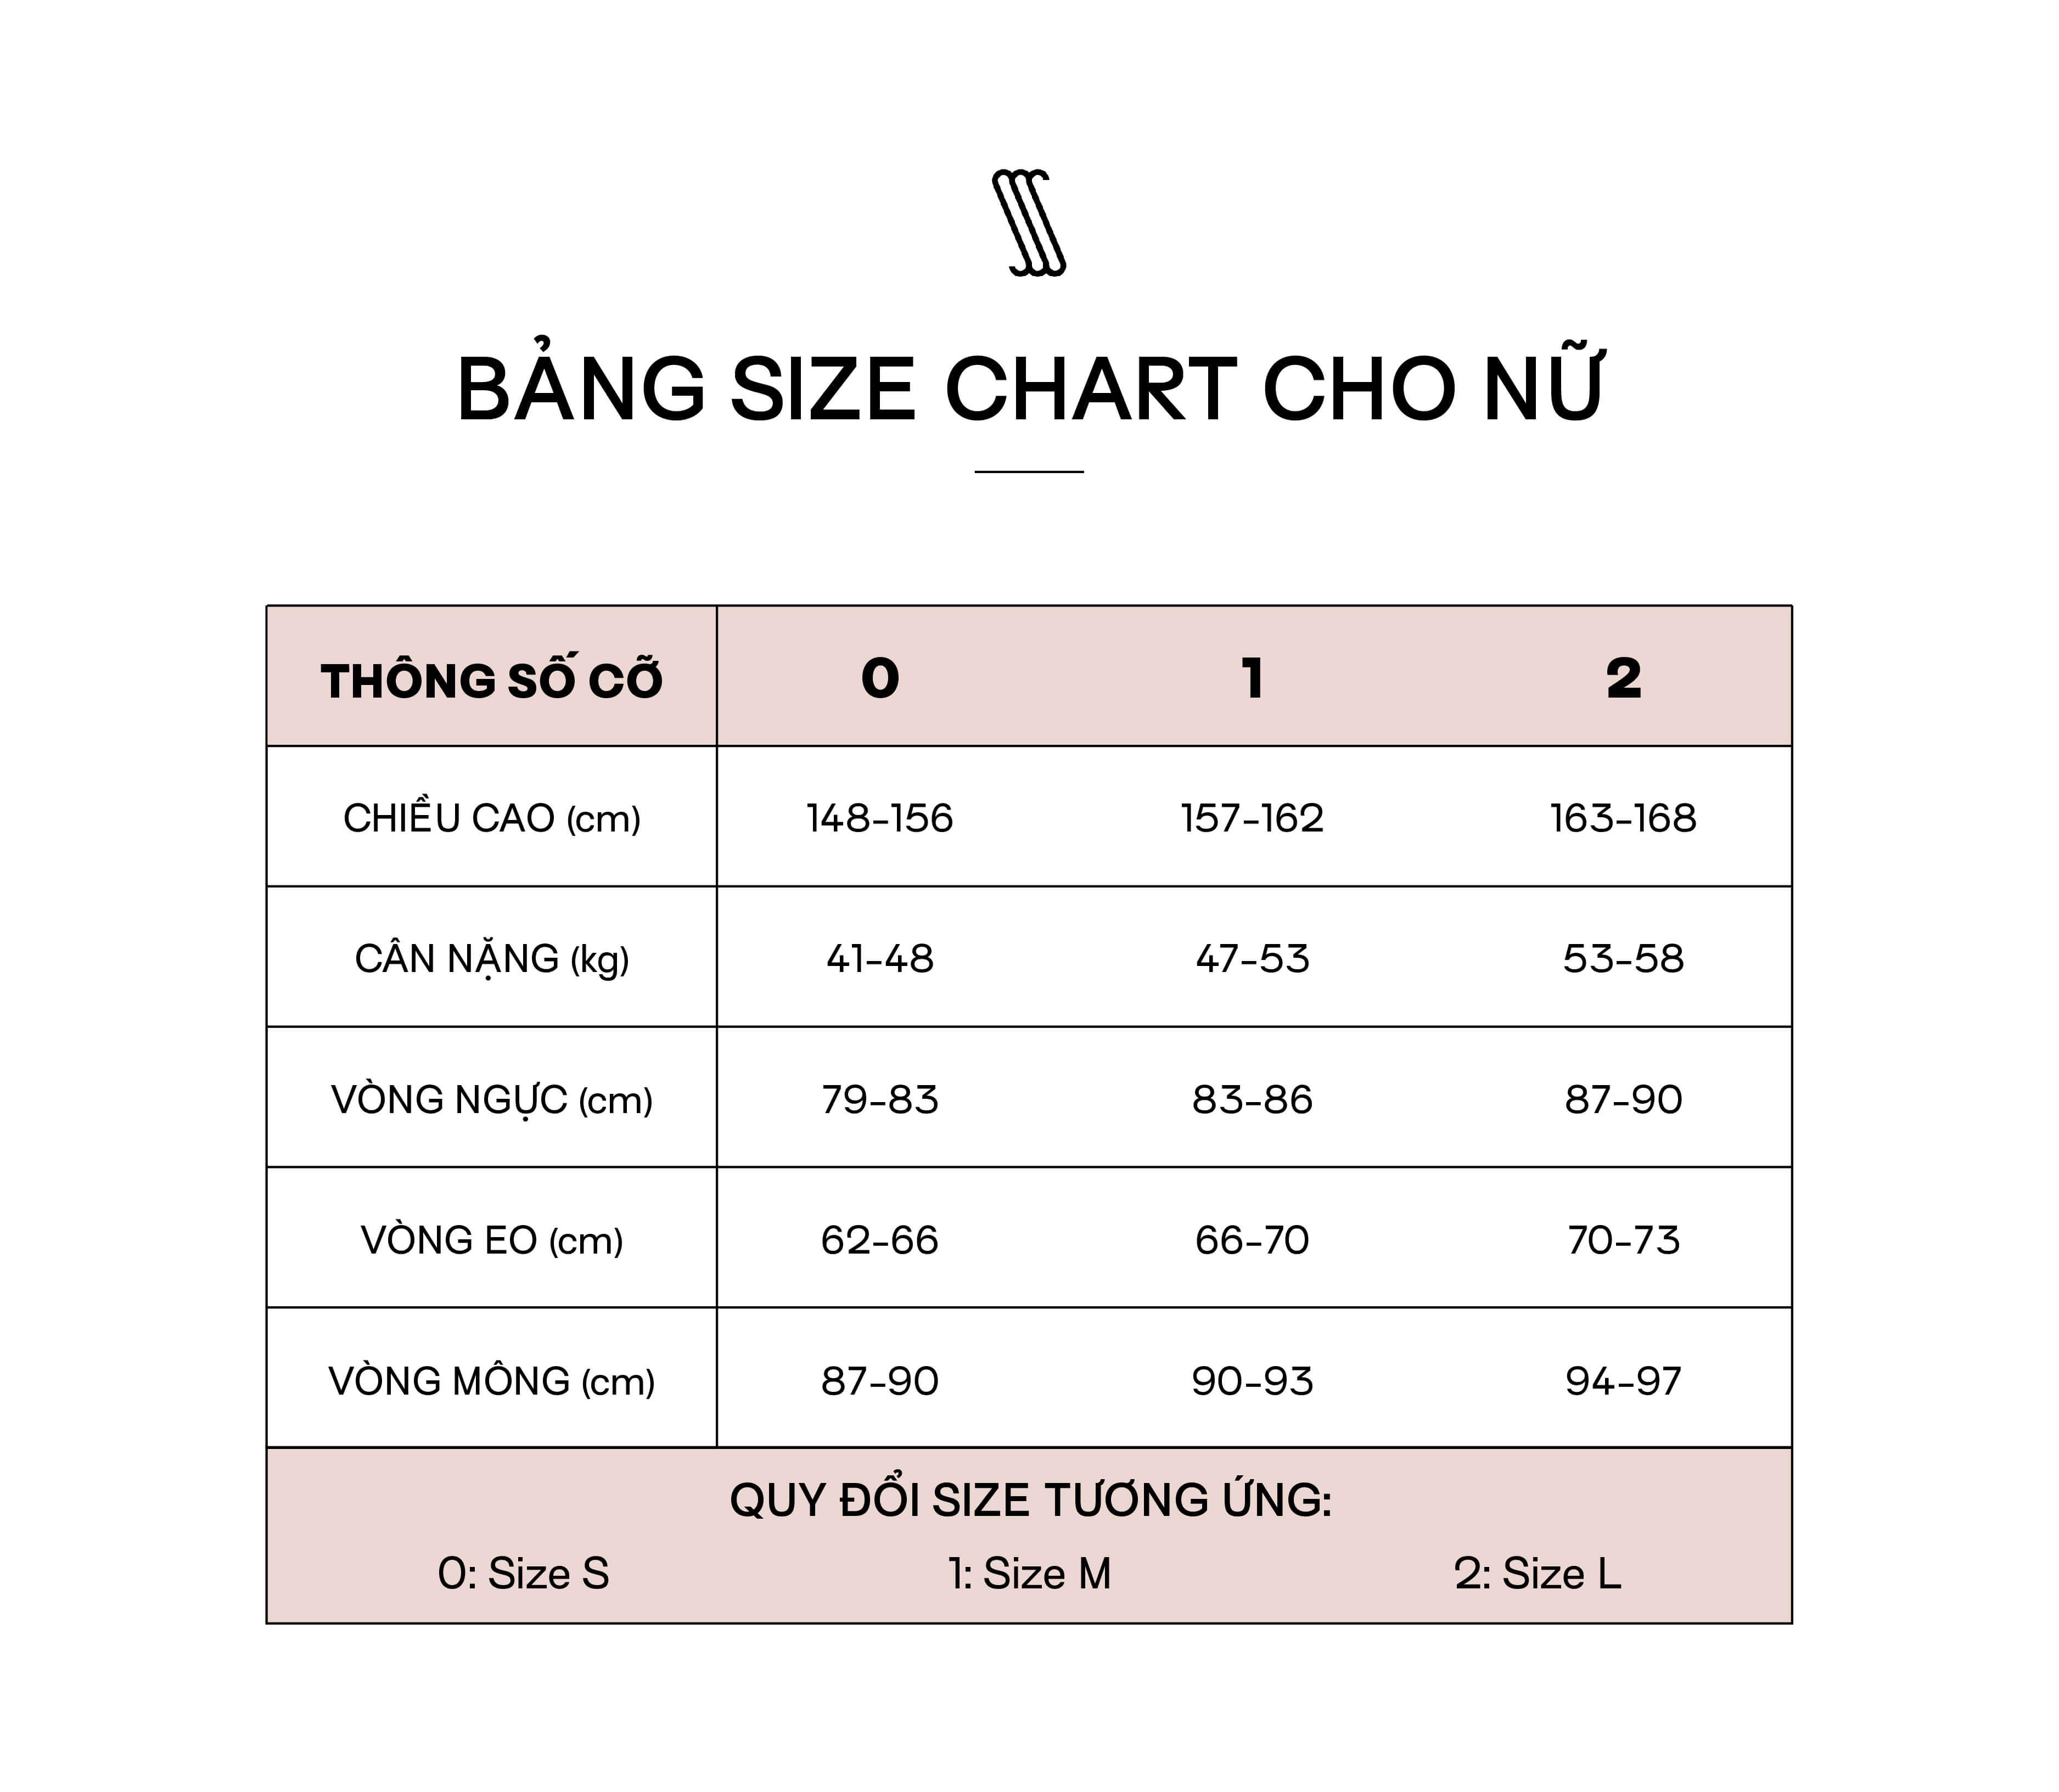 BẢNG SIZE CHART CHO NỮ
THÔNG SỐ CỠ 0 1 2
CHIỀU CAO (cm) 148-156 157-162 163-168
CÂN NẶNG (kg) 41-48 47-53 53-58
VÒNG NGỰC (cm) 79-83 83-86 87-90
VÒNG EO (cm) 62-66 66-70 70-73
VÒNG MÔNG (cm) 87-90 90-93 94-97
QUY ĐỔI SIZE TƯƠNG ỨNG:
0: Size S 1: Size M 2: Size L